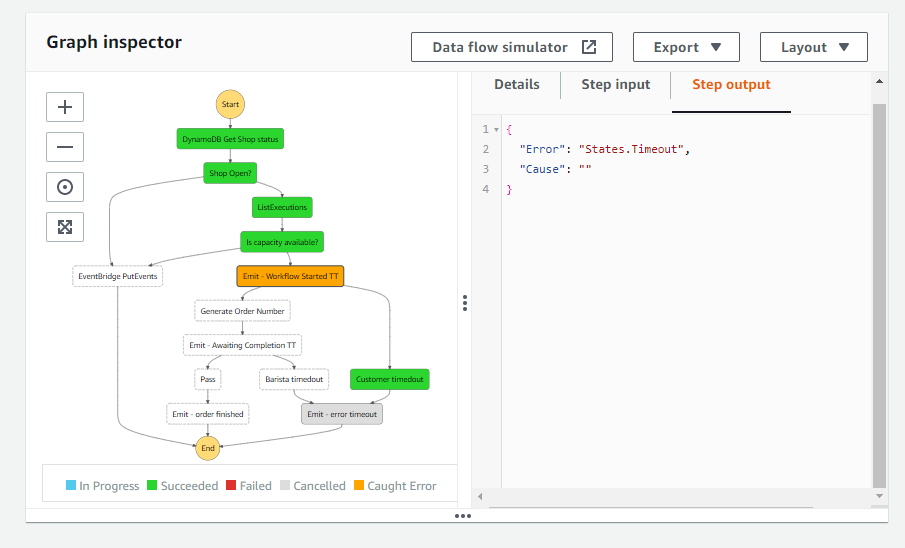 Graph inspector
Data flow simulator
Export
Layout
Details
Step input
Step output
Start
DynamoDB Get Shop status
Shop Open?
ListExecutions
Is capacity available?
EventBridge PutEvents
Emit - Workflow Started TT
Generate Order Number
Emit - Awaiting Completion TT
Pass
Barista timedout
Customer timedout
Emit - order finished
Emit - error timeout
End
In Progress
Succeeded
Failed
Cancelled
Caught Error
1 {
2 "Error": "States.Timeout",
3 "Cause": ""
4 }